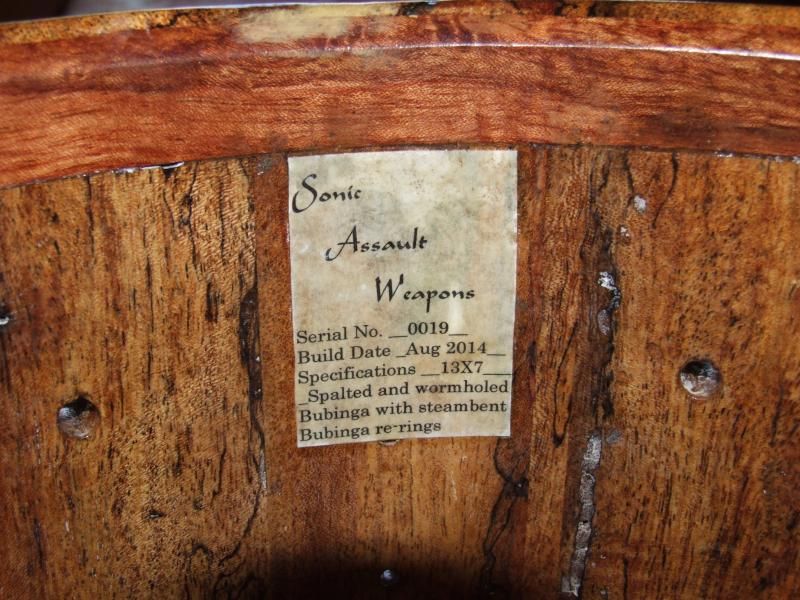 Sonic
Assault
Weapons
Serial No. __0019__
Build Date _Aug 2014__
Specifications __13X7___
_Spalted and wormholed
Bubinga with steambent
Bubinga re-rings